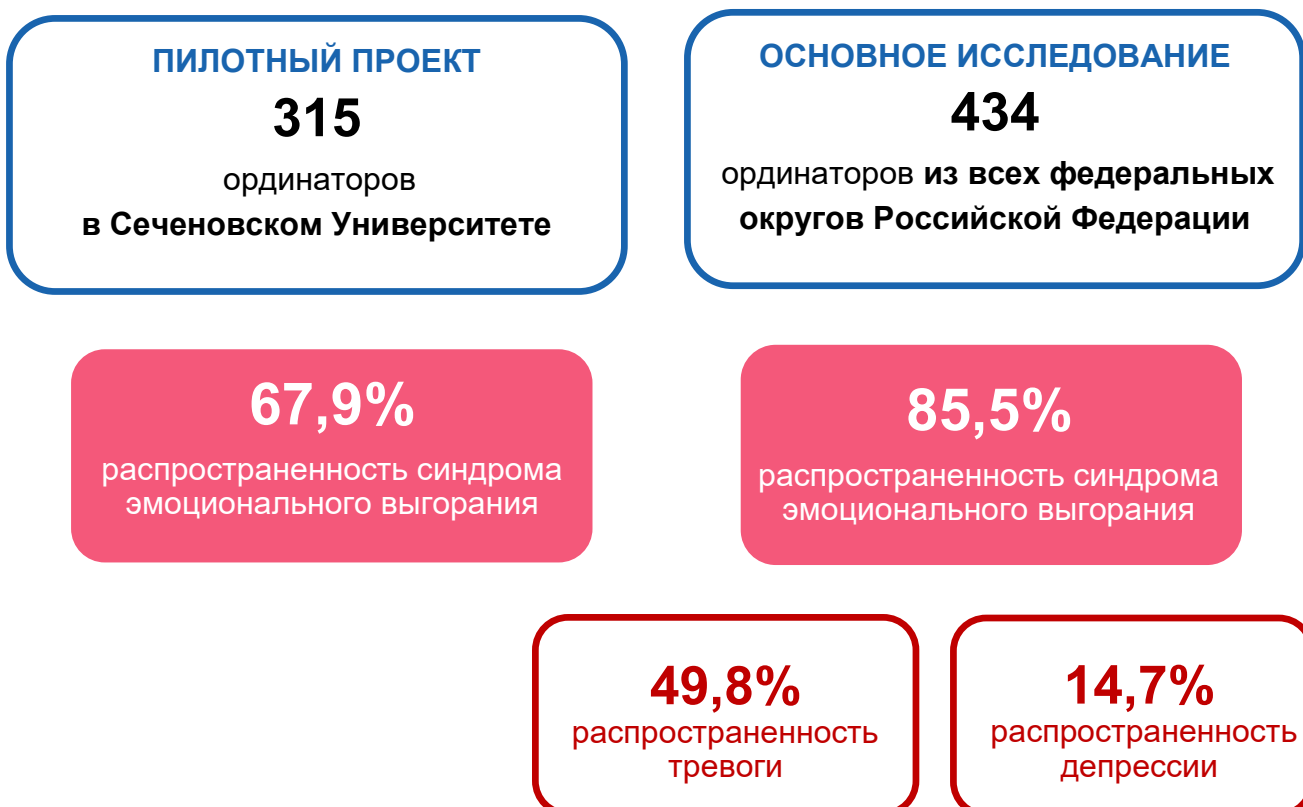 ПИЛОТНЫЙ ПРОЕКТ
315
ординаторов
в Сеченовском Университете
ОСНОВНОЕ ИССЛЕДОВАНИЕ
434
ординаторов из всех федеральных
округов Российской Федерации
67,9%
распространенность синдрома
эмоционального выгорания
85,5%
распространенность синдрома
эмоционального выгорания
49,8%
распространенность
тревоги
14,7%
распространенность
депрессии